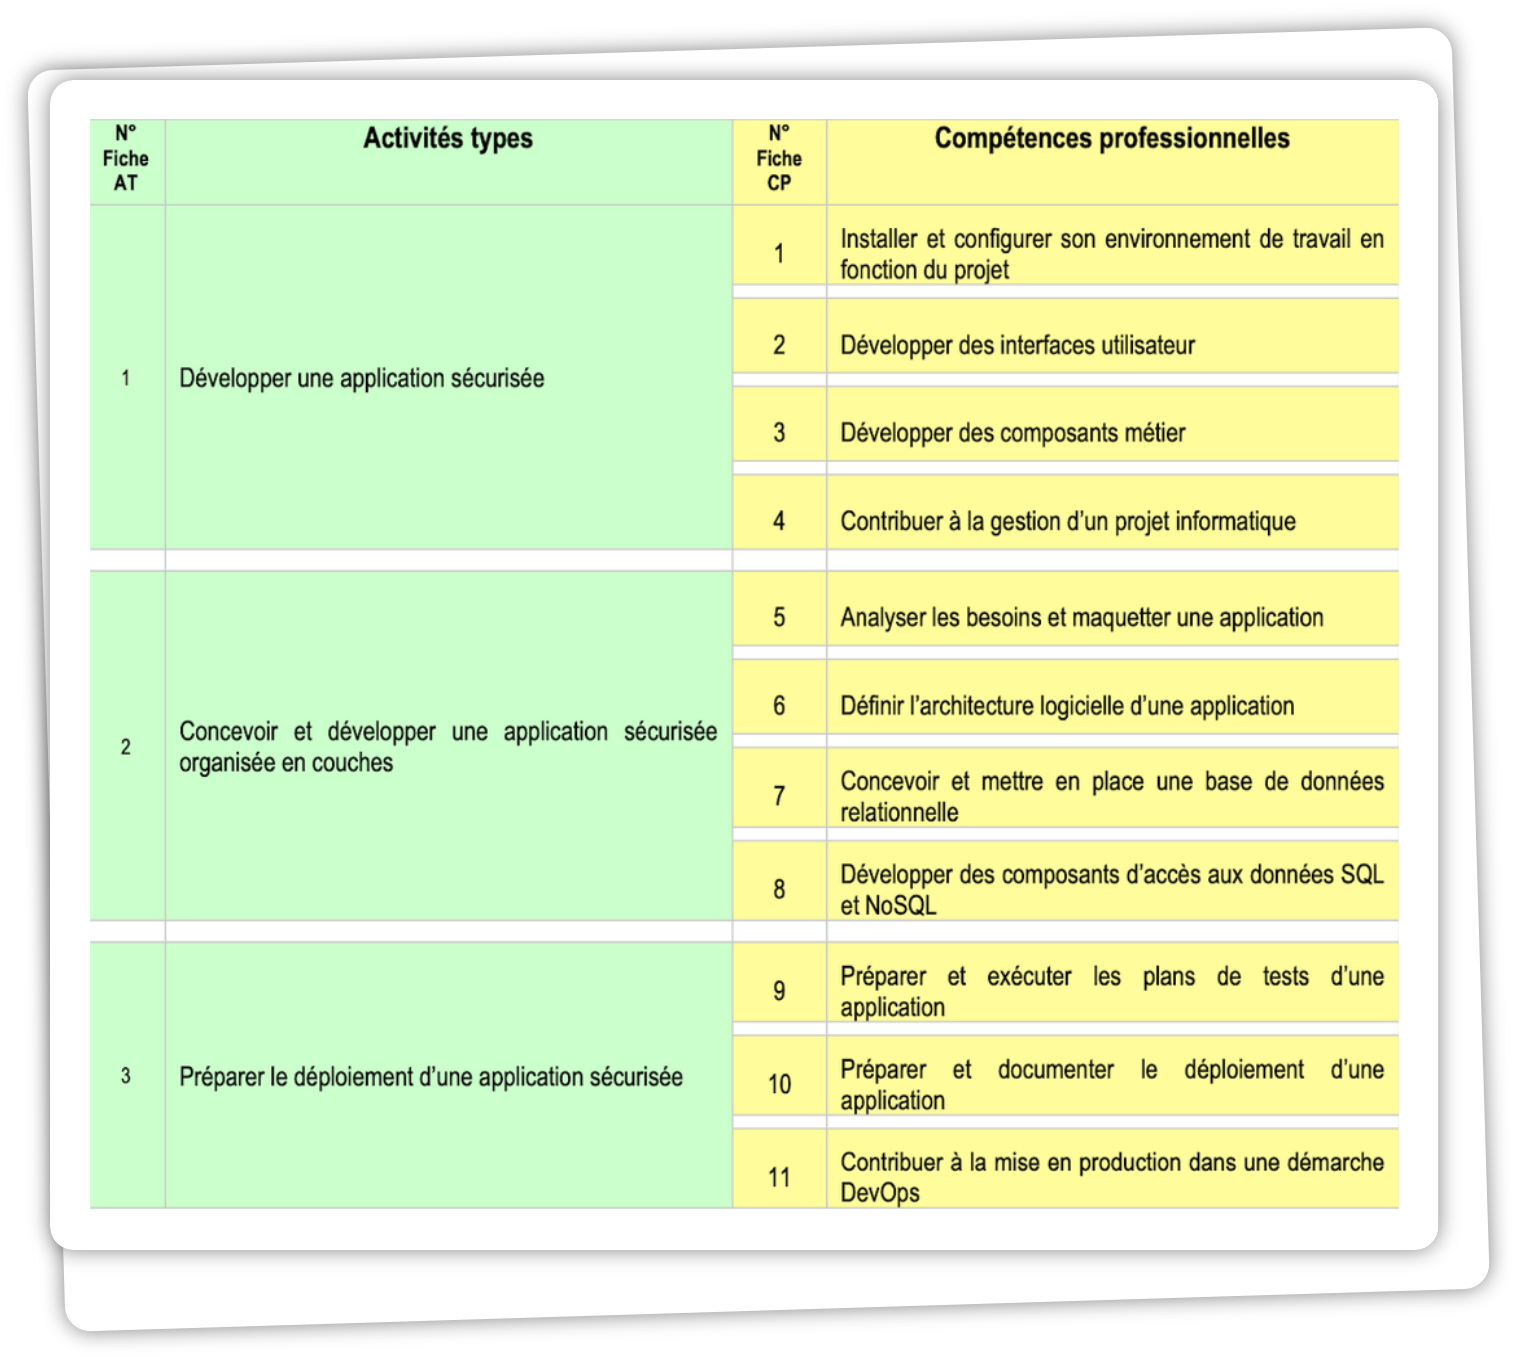 N°
Fiche
AT
Activités types
N°
Fiche
CP
Compétences professionnelles
1
Développer une application sécurisée
1
Installer et configurer son environnement de travail en
fonction du projet
2
Développer des interfaces utilisateur
3
Développer des composants métier
4
Contribuer à la gestion d’un projet informatique
2
Concevoir et développer une application sécurisée
organisée en couches
5
Analyser les besoins et maquetter une application
6
Définir l’architecture logicielle d’une application
7
Concevoir et mettre en place une base de données
relationnelle
8
Développer des composants d’accès aux données SQL
et NoSQL
3
Préparer le déploiement d’une application sécurisée
9
Préparer et exécuter les plans de tests d’une
application
10
Préparer et documenter le déploiement d’une
application
11
Contribuer à la mise en production dans une démarche
DevOps